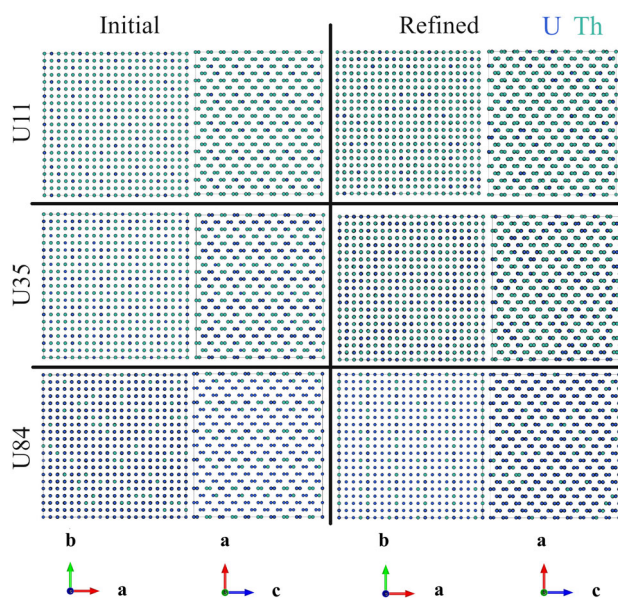 Initial Refined U Th
U11
U35
U84
b a b a
a c a c